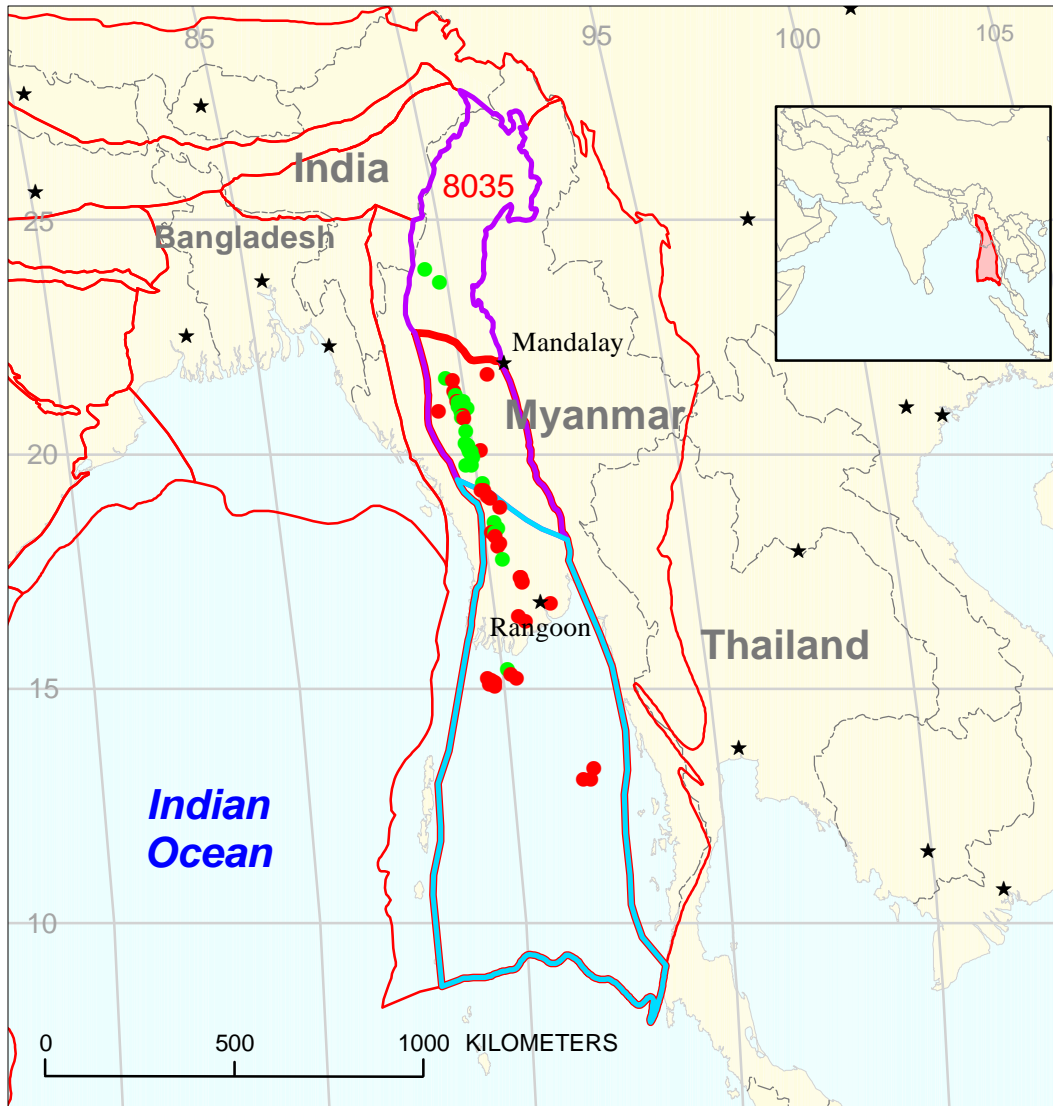 85
95
100
105
India
8035
25
Bangladesh
Mandalay
Myanmar
20
Rangoon
Thailand
15
Indian
Ocean
10
0 500 1000 KILOMETERS